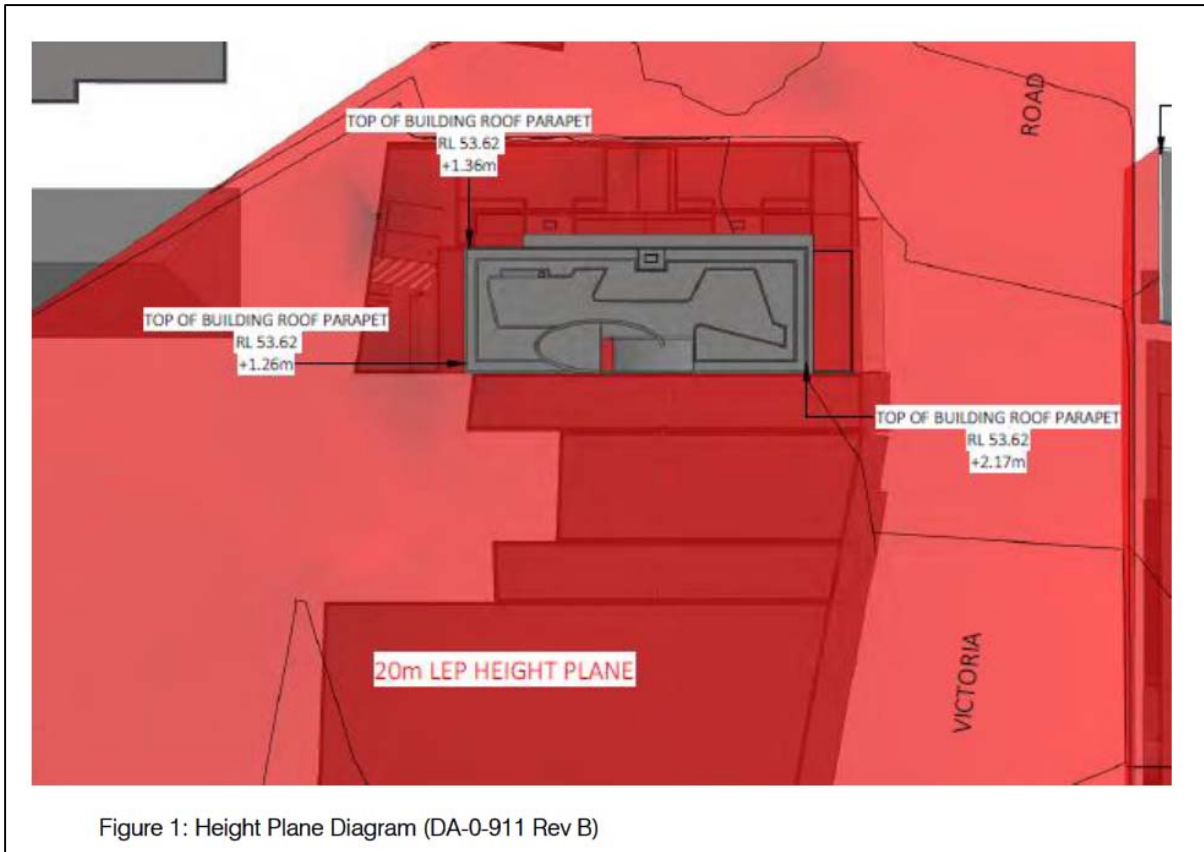 ROAD
TOP OF BUILDING ROOF PARAPET
RL 53.62
+1.36m
TOP OF BUILDING ROOF PARAPET
RL 53.62
+1.26m
TOP OF BUILDING ROOF PARAPET
RL 53.62
+2.17m
20m LEP HEIGHT PLANE
VICTORIA
Figure 1: Height Plane Diagram (DA-0-911 Rev B)